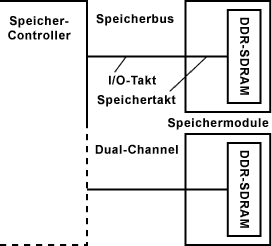 Speicher-
Controller
Speicherbus
DDR-SDRAM
I/O-Takt
Speichertakt
Speichermodule
Dual-Channel
DDR-SDRAM